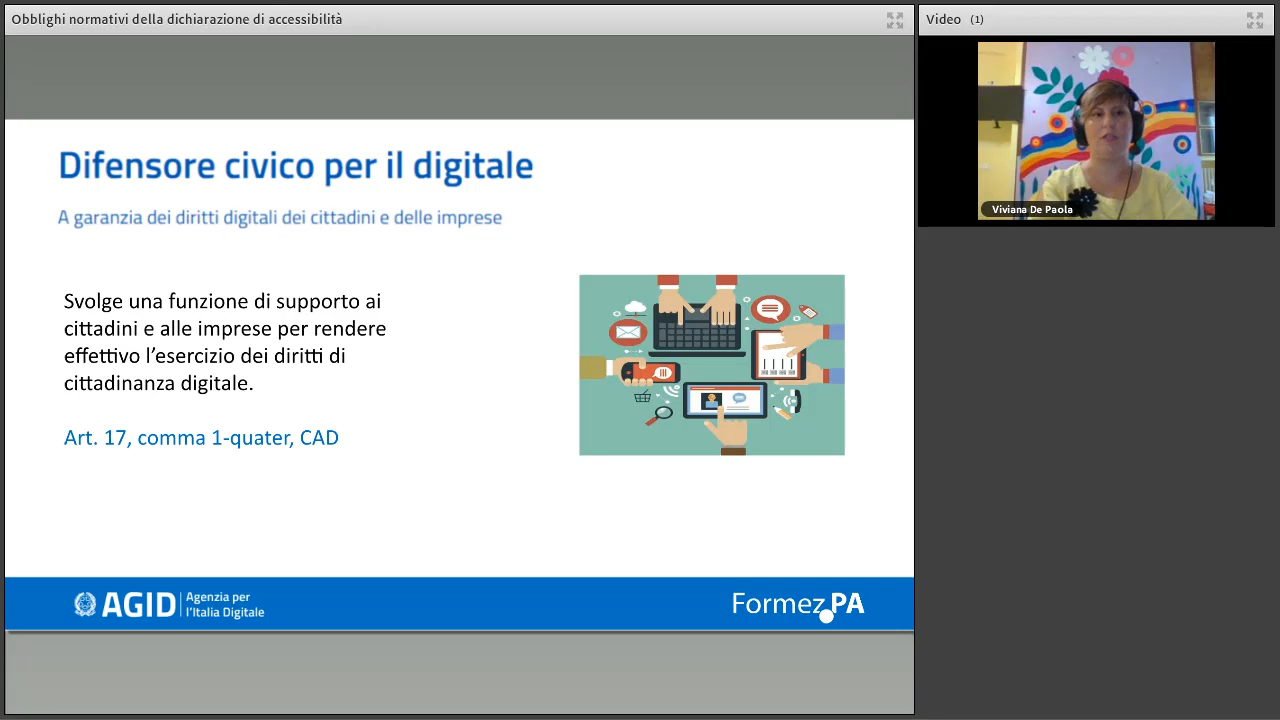 Obblighi normativi della dichiarazione di accessibilità
Video (1)
Viviana De Paola
Difensore civico per il digitale
A garanzia dei diritti digitali dei cittadini e delle imprese
Svolge una funzione di supporto ai
cittadini e alle imprese per rendere
effettivo l’esercizio dei diritti di
cittadinanza digitale.
Art. 17, comma 1-quater, CAD
AGID
Agenzia per
l'Italia Digitale
Formez.PA